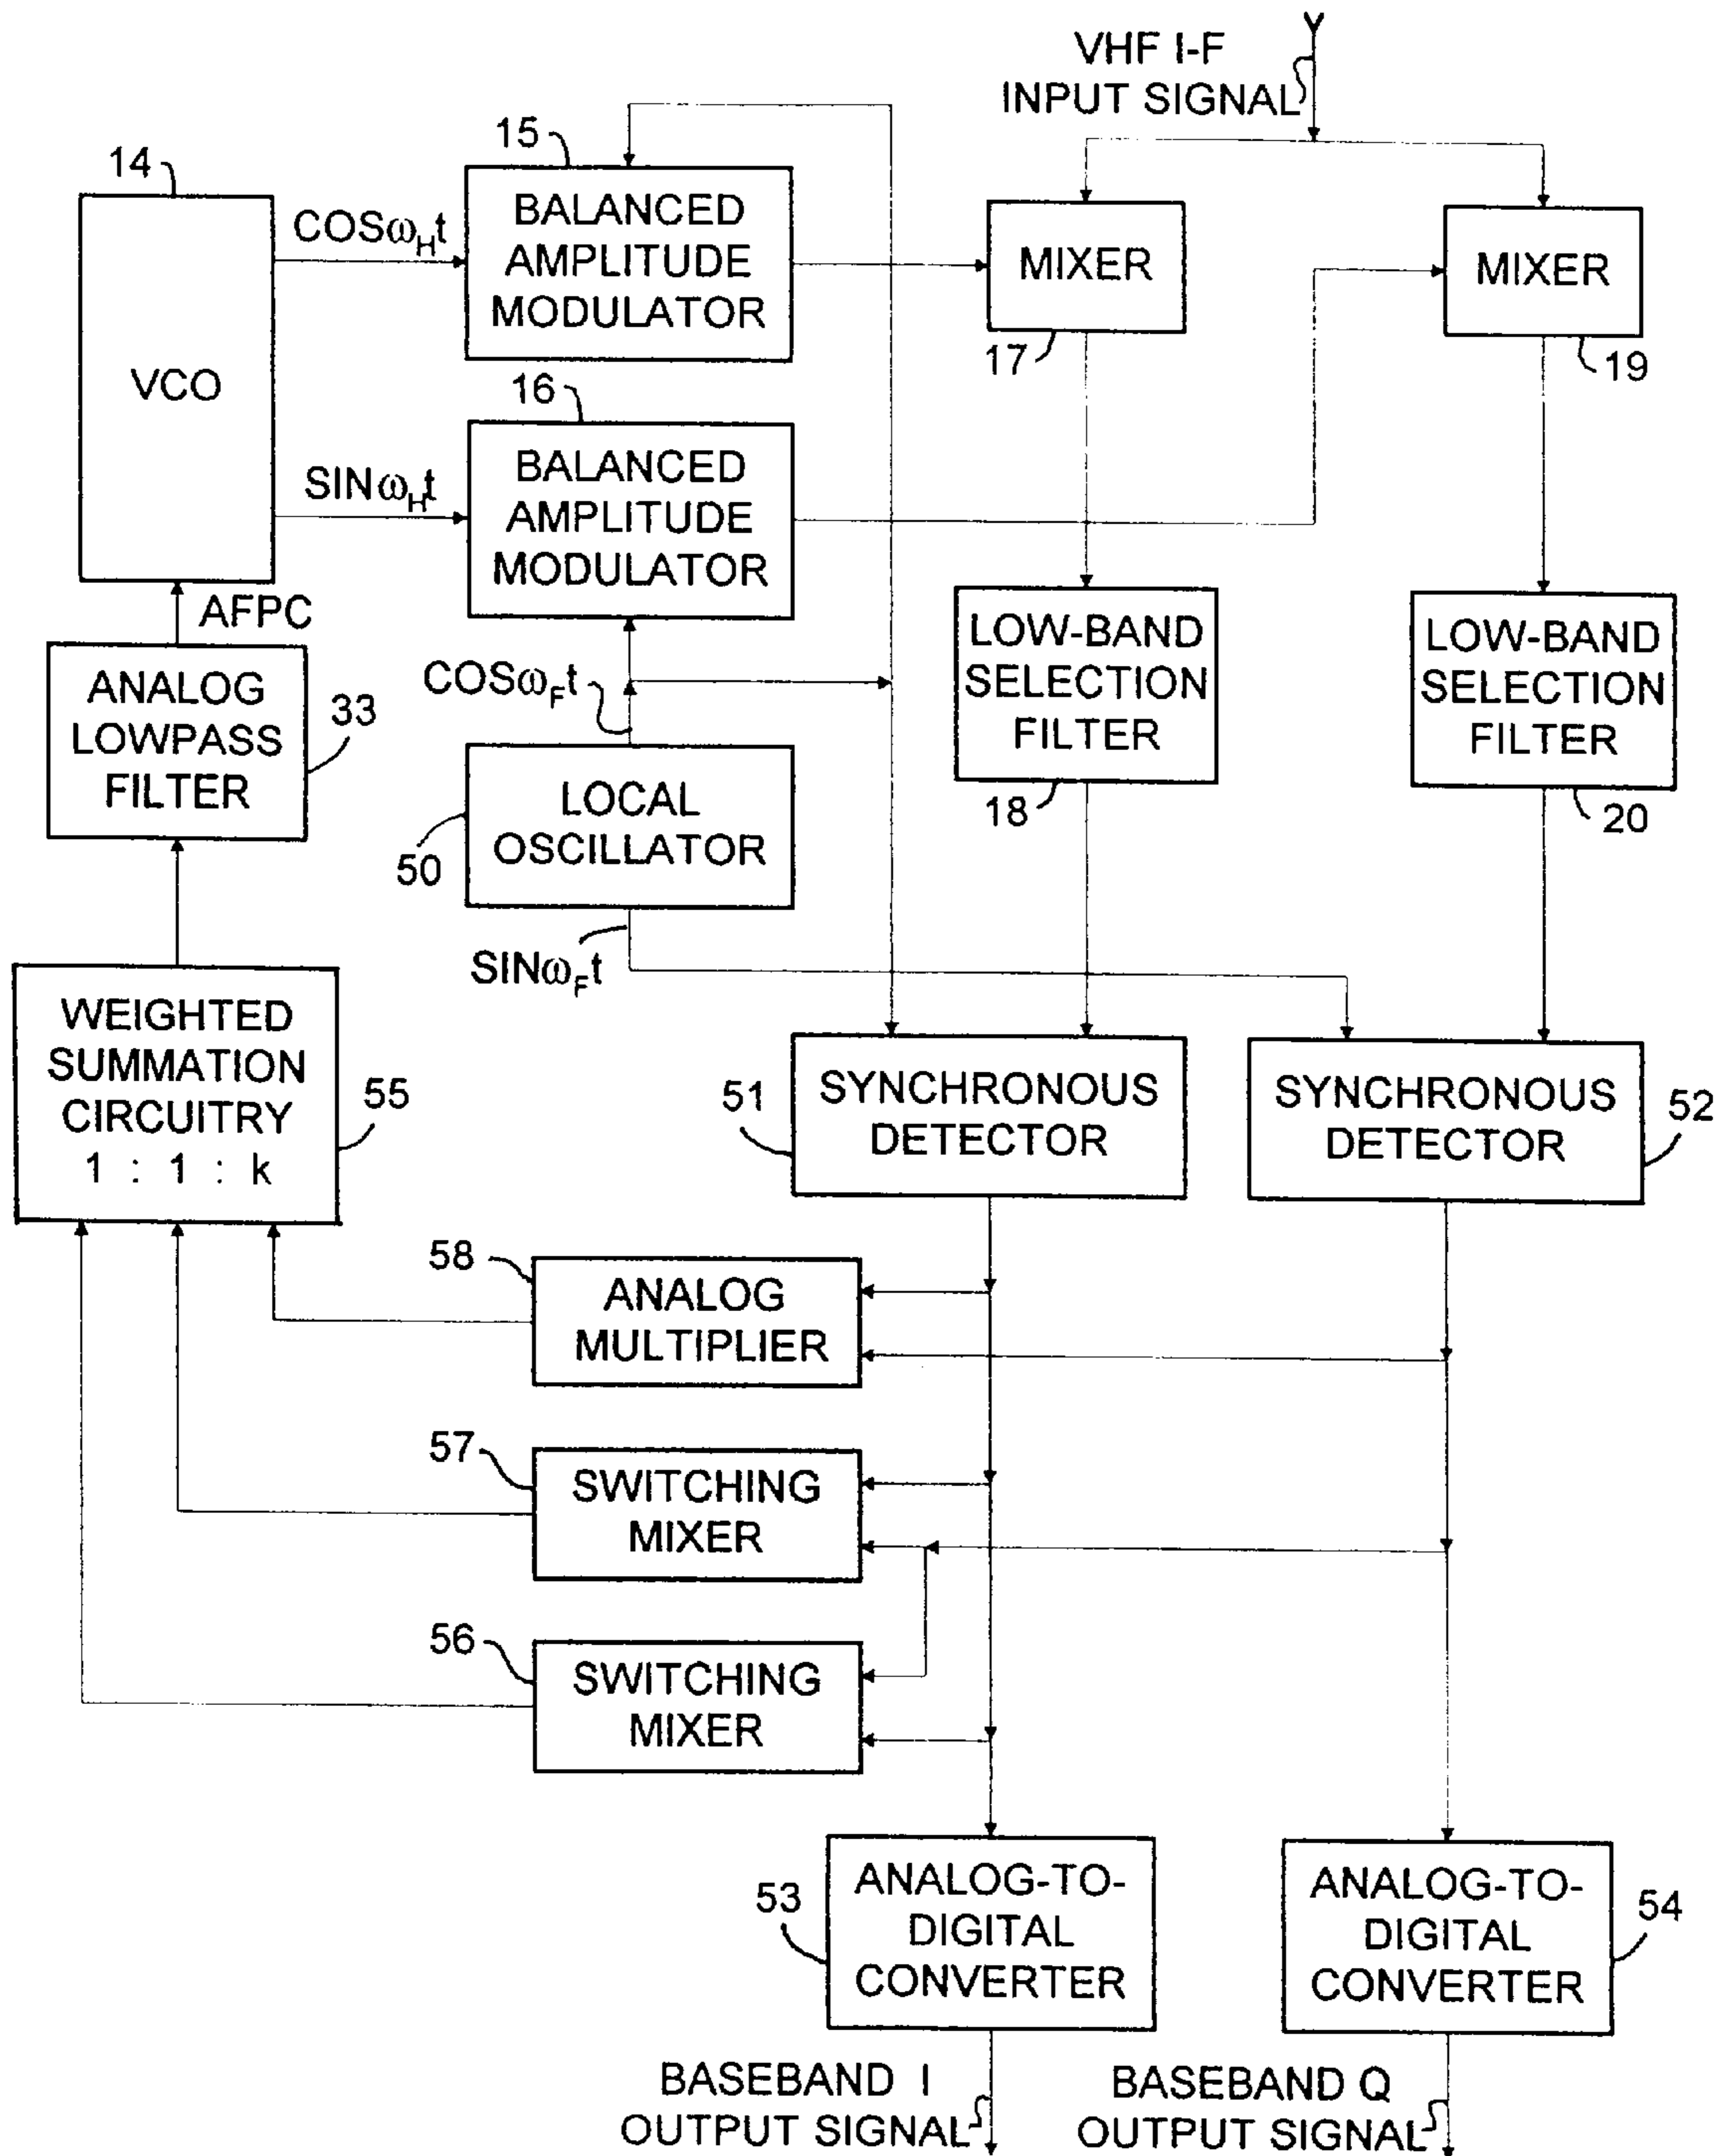 VHF I-F
INPUT SIGNAL
14
VCO
COSωHt
SINωHt
15
BALANCED
AMPLITUDE
MODULATOR
16
BALANCED
AMPLITUDE
MODULATOR
MIXER
17
MIXER
19
AFPC
ANALOG
LOWPASS
FILTER
33
COSωFt
LOCAL
OSCILLATOR
50
SINωFt
LOW-BAND
SELECTION
FILTER
18
LOW-BAND
SELECTION
FILTER
20
WEIGHTED
SUMMATION
CIRCUITRY
1 : 1 : k
55
51
SYNCHRONOUS
DETECTOR
SYNCHRONOUS
DETECTOR
52
58
ANALOG
MULTIPLIER
57
SWITCHING
MIXER
56
SWITCHING
MIXER
53
ANALOG-TO-
DIGITAL
CONVERTER
ANALOG-TO-
DIGITAL
CONVERTER
54
BASEBAND I
OUTPUT SIGNAL
BASEBAND Q
OUTPUT SIGNAL